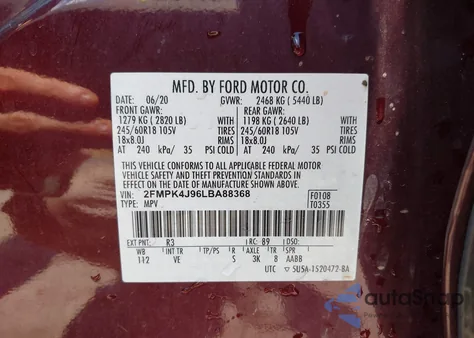 MFD. BY FORD MOTOR CO.
DATE: 06/20 GVWR: 2468 KG ( 5440 LB)
FRONT GAWR: REAR GAWR:
1279 KG ( 2820 LB) WITH 1198 KG ( 2640 LB) WITH
245/60R18 105V TIRES 245/60R18 105V TIRES
18x8.0J RIMS 18x8.0J RIMS
AT 240 kPa/ 35 PSI COLD AT 240 kPa/ 35 PSI COLD
THIS VEHICLE CONFORMS TO ALL APPLICABLE FEDERAL MOTOR
VEHICLE SAFETY AND THEFT PREVENTION STANDARDS IN EFFECT ON
THE DATE OF MANUFACTURE SHOWN ABOVE.
VIN: 2FMPK4J96LBA88368 F0108
TYPE: MPV T0355
EXT PNT: R3 RC: 89 DSO:
WB INT TR TP/PS R AXLE TR SPR
112 VE S 3K 8 AABB
UTC 5U5A-1520472-BA
autoSnap